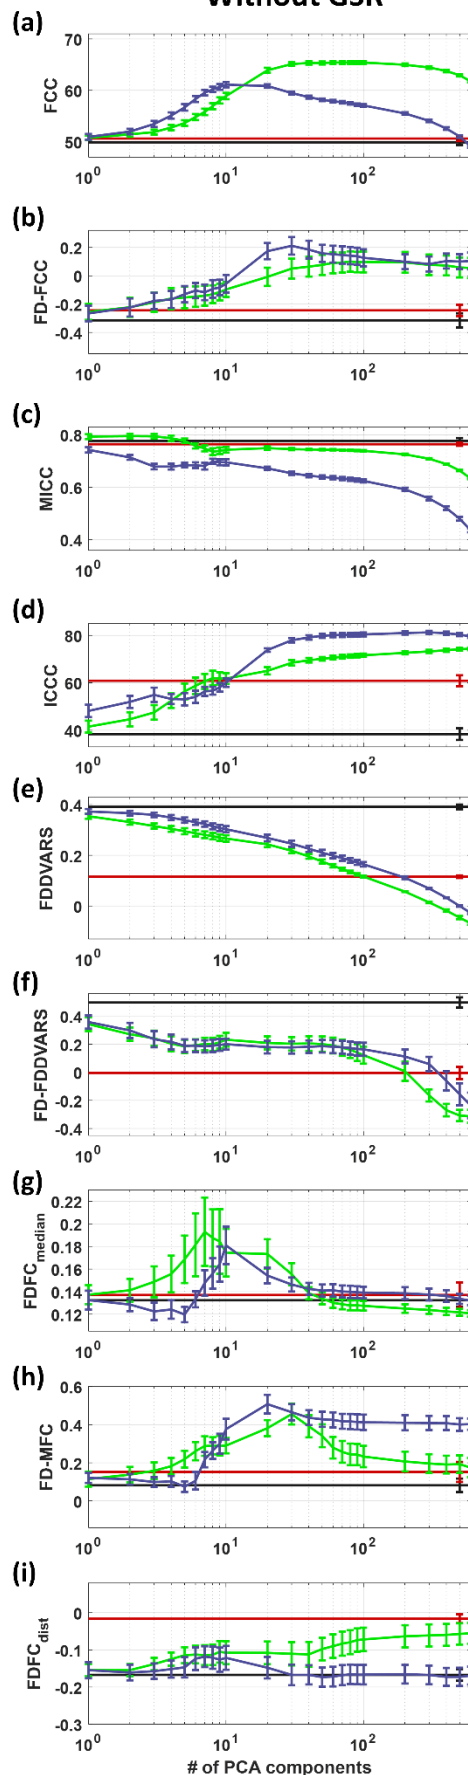 Without GSR
(a)
70
60
50
FCC
10^0 10^1 10^2
(b)
0.2
0
-0.2
-0.4
FD-FCC
10^0 10^1 10^2
(c)
0.8
0.6
0.4
MICC
10^0 10^1 10^2
(d)
80
60
40
ICCC
10^0 10^1 10^2
(e)
0.4
0.2
0
FDDVARS
10^0 10^1 10^2
(f)
0.4
0.2
0
-0.2
-0.4
FD-FDDVARS
10^0 10^1 10^2
(g)
0.22
0.2
0.18
0.16
0.14
0.12
FDFC_median
10^0 10^1 10^2
(h)
0.6
0.4
0.2
0
FD-MFC
10^0 10^1 10^2
(i)
0
-0.1
-0.2
-0.3
FDFC_dist
10^0 10^1 10^2
# of PCA components